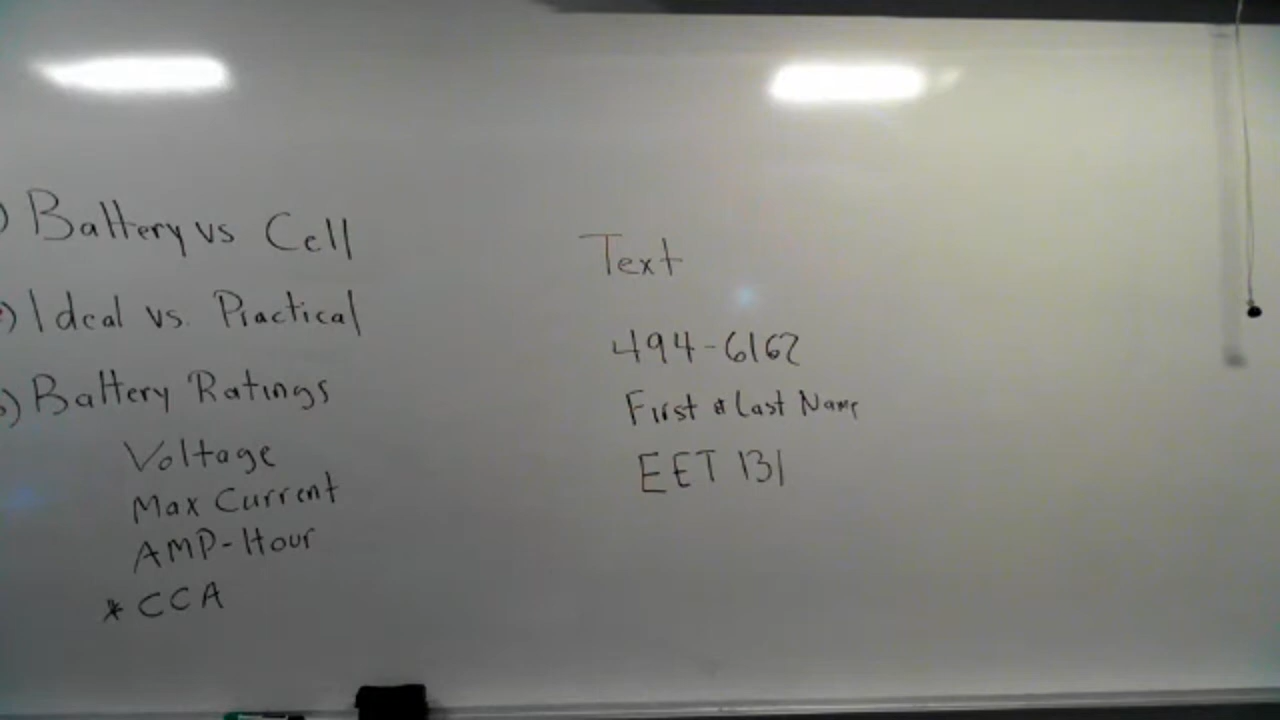 ) Battery vs Cell
) Ideal vs. Practical
) Battery Ratings
Voltage
Max Current
AMP-Hour
* CCA
Text
494-6162
First & Last Name
EET 131